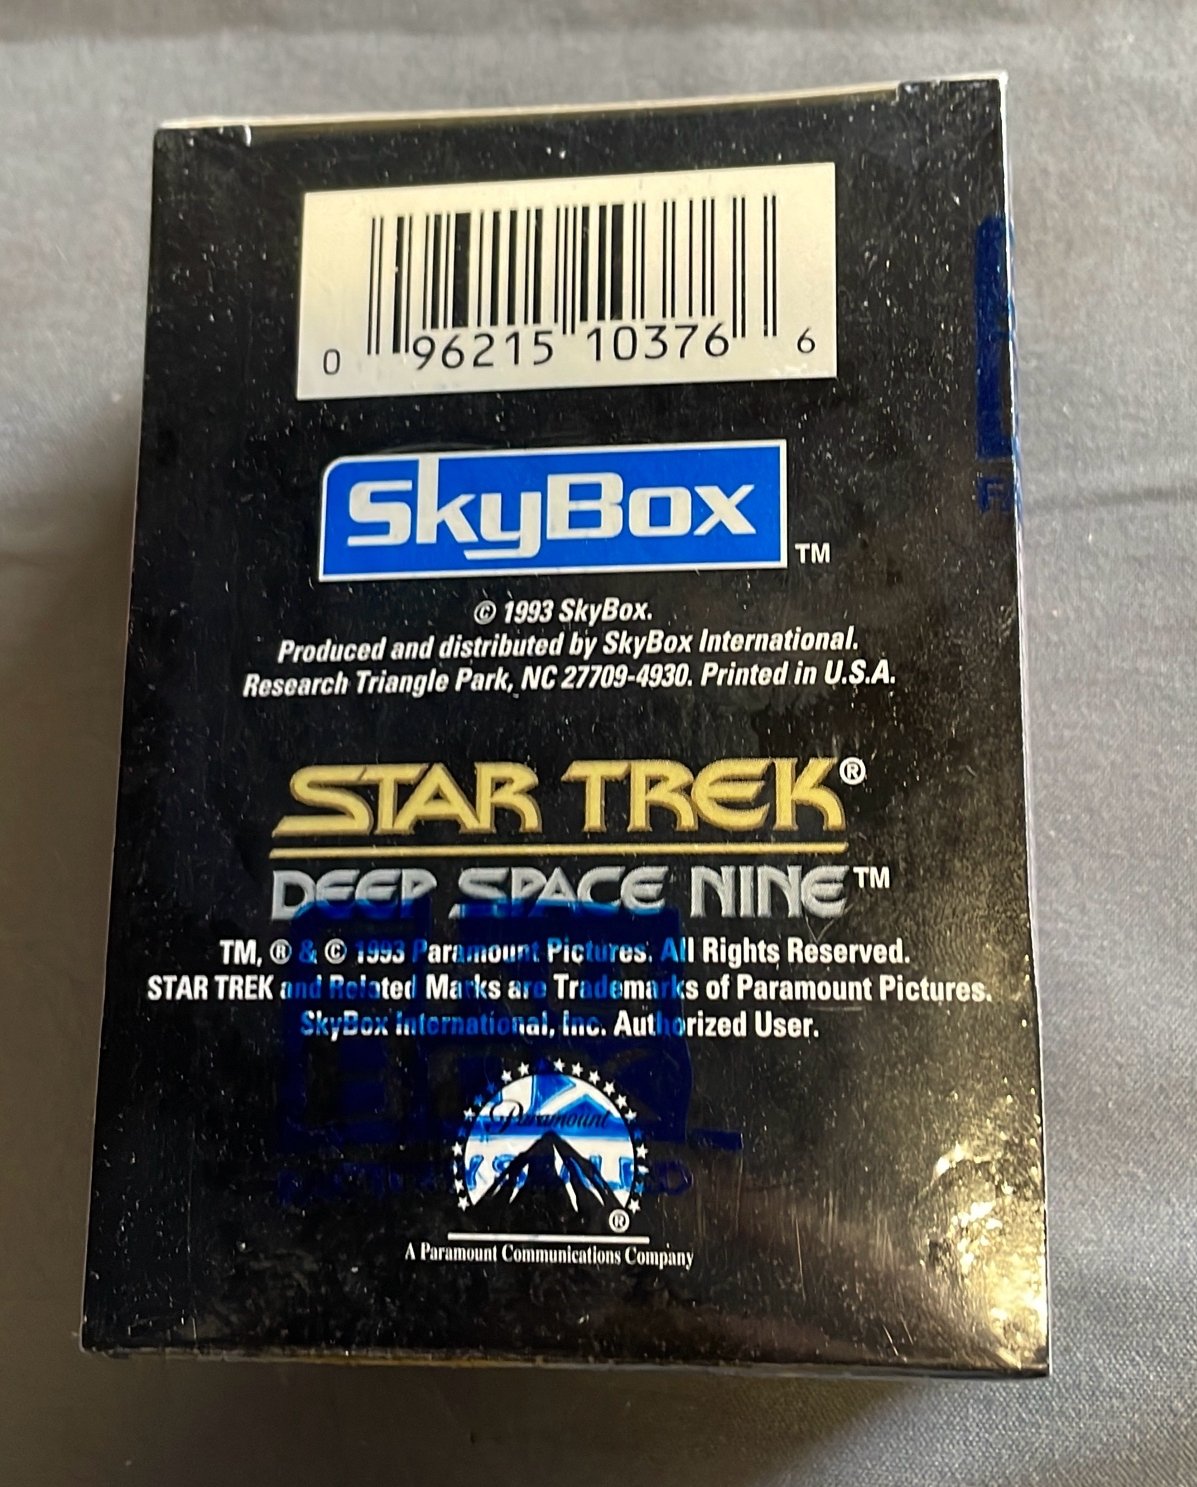 0 96215 10376 6
SkyBox TM
© 1993 SkyBox.
Produced and distributed by SkyBox International.
Research Triangle Park, NC 27709-4930. Printed in U.S.A.
STAR TREK®
DEEP SPACE NINE™
TM, ® & © 1993 Paramount Pictures. All Rights Reserved.
STAR TREK and Related Marks are Trademarks of Paramount Pictures.
SkyBox International, Inc. Authorized User.
Paramount
®
A Paramount Communications Company